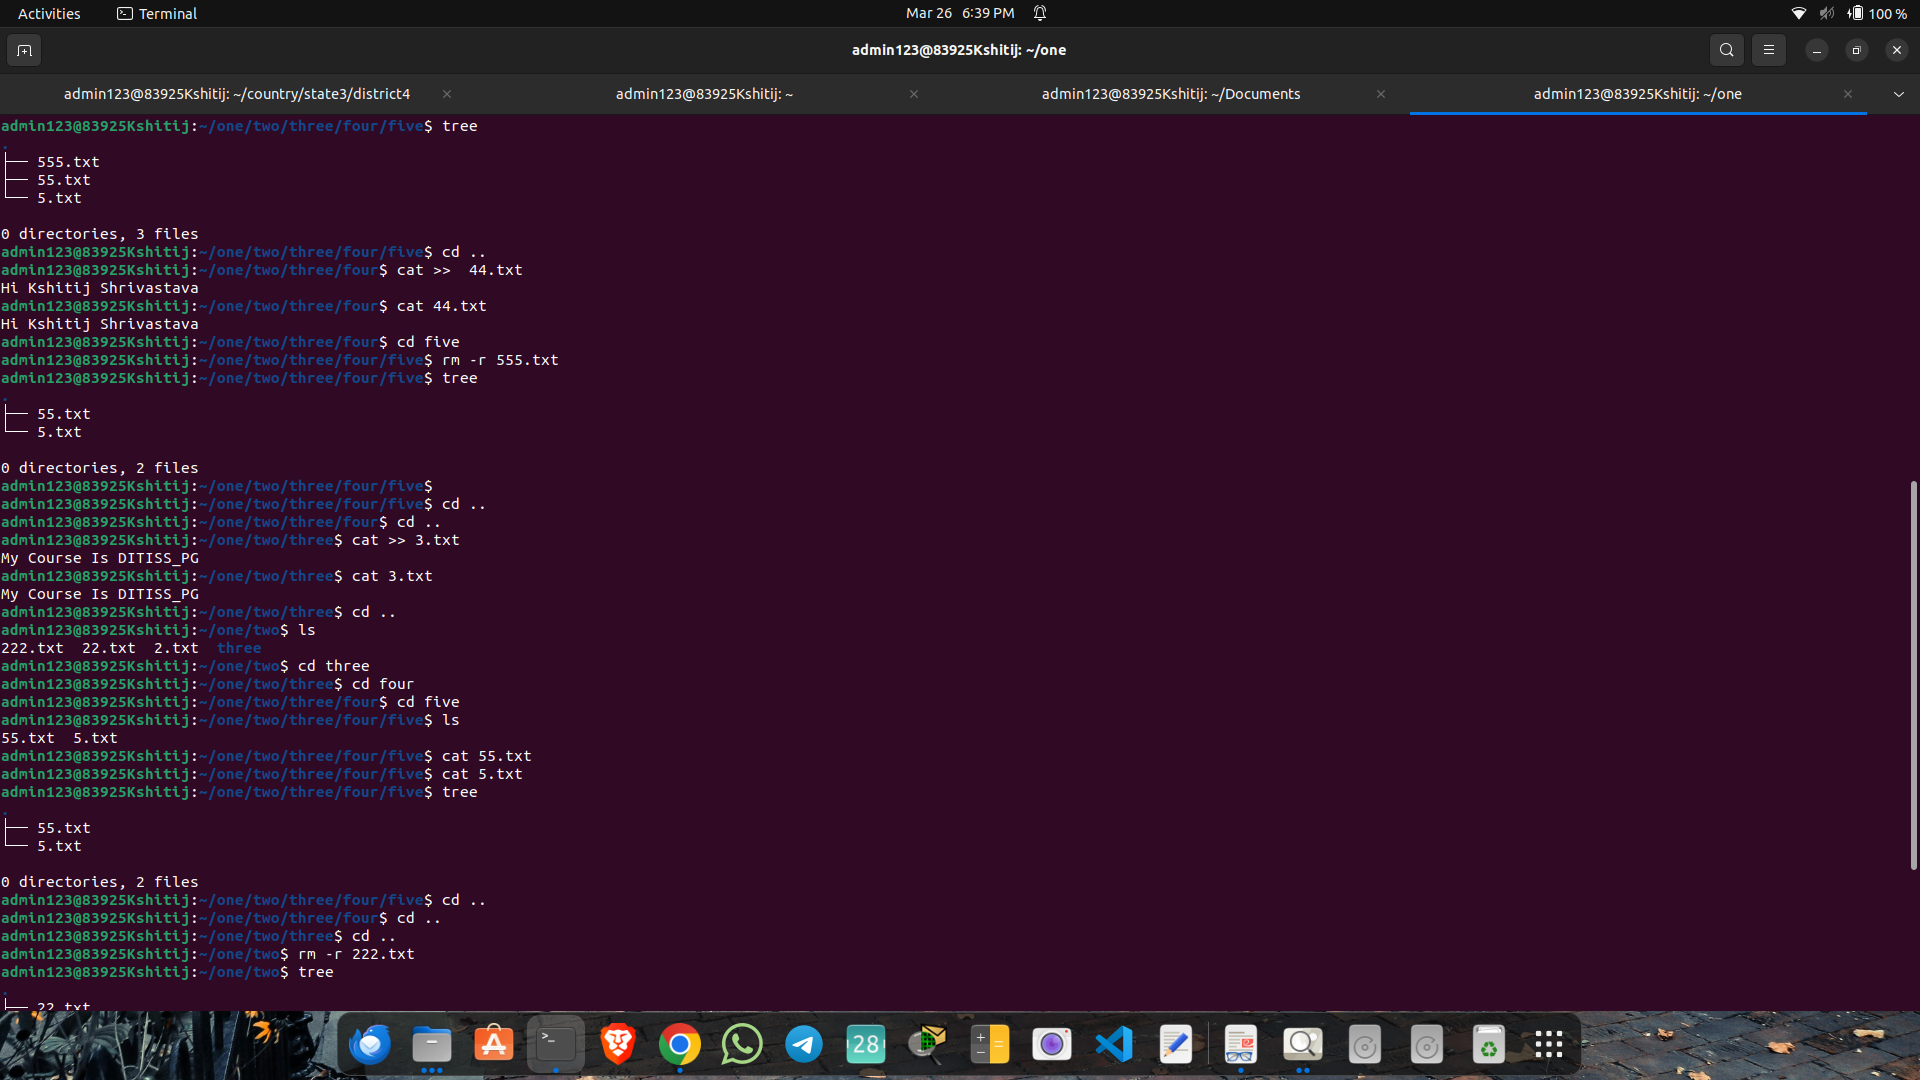 Activities Terminal Mar 26 6:39 PM 100 %
admin123@83925Kshitij: ~/one
admin123@83925Kshitij: ~/country/state3/district4 × admin123@83925Kshitij: ~ × admin123@83925Kshitij: ~/Documents × admin123@83925Kshitij: ~/one ×
admin123@83925Kshitij:~/one/two/three/four/five$ tree
.
├── 555.txt
├── 55.txt
└── 5.txt
0 directories, 3 files
admin123@83925Kshitij:~/one/two/three/four/five$ cd ..
admin123@83925Kshitij:~/one/two/three/four$ cat >>  44.txt
Hi Kshitij Shrivastava
admin123@83925Kshitij:~/one/two/three/four$ cat 44.txt
Hi Kshitij Shrivastava
admin123@83925Kshitij:~/one/two/three/four$ cd five
admin123@83925Kshitij:~/one/two/three/four/five$ rm -r 555.txt
admin123@83925Kshitij:~/one/two/three/four/five$ tree
.
├── 55.txt
└── 5.txt
0 directories, 2 files
admin123@83925Kshitij:~/one/two/three/four/five$
admin123@83925Kshitij:~/one/two/three/four/five$ cd ..
admin123@83925Kshitij:~/one/two/three/four$ cd ..
admin123@83925Kshitij:~/one/two/three$ cat >> 3.txt
My Course Is DITISS_PG
admin123@83925Kshitij:~/one/two/three$ cat 3.txt
My Course Is DITISS_PG
admin123@83925Kshitij:~/one/two/three$ cd ..
admin123@83925Kshitij:~/one/two$ ls
222.txt  22.txt  2.txt  three
admin123@83925Kshitij:~/one/two$ cd three
admin123@83925Kshitij:~/one/two/three$ cd four
admin123@83925Kshitij:~/one/two/three/four$ cd five
admin123@83925Kshitij:~/one/two/three/four/five$ ls
55.txt  5.txt
admin123@83925Kshitij:~/one/two/three/four/five$ cat 55.txt
admin123@83925Kshitij:~/one/two/three/four/five$ cat 5.txt
admin123@83925Kshitij:~/one/two/three/four/five$ tree
.
├── 55.txt
└── 5.txt
0 directories, 2 files
admin123@83925Kshitij:~/one/two/three/four/five$ cd ..
admin123@83925Kshitij:~/one/two/three/four$ cd ..
admin123@83925Kshitij:~/one/two/three$ cd ..
admin123@83925Kshitij:~/one/two$ rm -r 222.txt
admin123@83925Kshitij:~/one/two$ tree
.
├── 22.txt
28